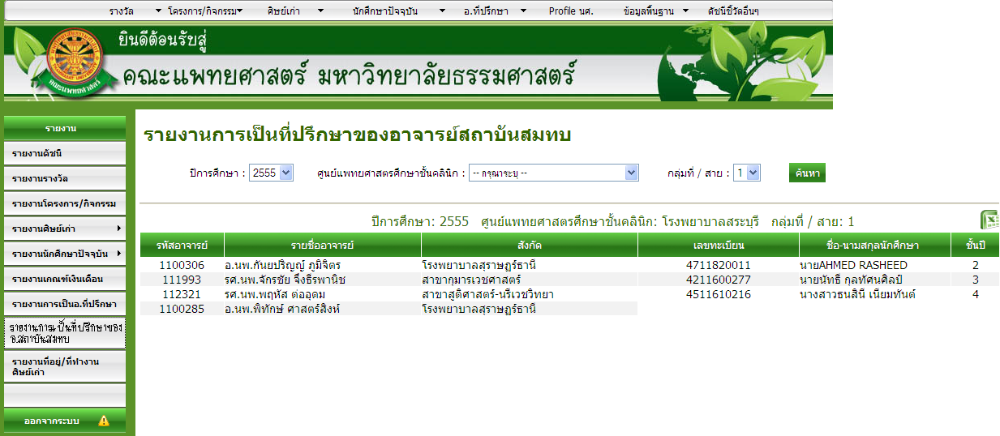 รางวัล โครงการ/กิจกรรม ศิษย์เก่า นักศึกษาปัจจุบัน อ.ที่ปรึกษา Profile นศ. ข้อมูลพื้นฐาน ดัชนีชี้วัดอื่นๆ
ยินดีต้อนรับสู่
คณะแพทยศาสตร์ มหาวิทยาลัยธรรมศาสตร์
คณะแพทยศาสตร์
รายงาน
รายงานดัชนี
รายงานรางวัล
รายงานโครงการ/กิจกรรม
รายงานศิษย์เก่า
รายงานนักศึกษาปัจจุบัน
รายงานเกณฑ์เงินเดือน
รายงานการเป็นอ.ที่ปรึกษา
รายงานการเป็นที่ปรึกษาของ
อ.สถาบันสมทบ
รายงานที่อยู่/ที่ทำงาน
ศิษย์เก่า
ออกจากระบบ
รายงานการเป็นที่ปรึกษาของอาจารย์สถาบันสมทบ
ปีการศึกษา : 2555 ศูนย์แพทยศาสตรศึกษาชั้นคลินิก : -- กรุณาระบุ -- กลุ่มที่ / สาย : 1 ค้นหา
ปีการศึกษา: 2555 ศูนย์แพทยศาสตรศึกษาชั้นคลินิก: โรงพยาบาลสระบุรี กลุ่มที่ / สาย: 1
รหัสอาจารย์ รายชื่ออาจารย์ สังกัด เลขทะเบียน ชื่อ-นามสกุลนักศึกษา ชั้นปี
1100306 อ.นพ.กันยปริญญ์ ภูมิจิตร โรงพยาบาลสุราษฎร์ธานี 4711820011 นายAHMED RASHEED 2
111993 รศ.นพ.จักรชัย จึงธีรพานิช สาขากุมารเวชศาสตร์ 4211600277 นายนัทธี กุลทัศนศิลป์ 3
112321 รศ.นพ.พฤหัส ต่ออุดม สาขาสูติศาสตร์-นรีเวชวิทยา 4511610216 นางสาวธนสินี เนียมทันต์ 4
1100285 อ.นพ.พิทักษ์ ศาสตร์สิงห์ โรงพยาบาลสุราษฎร์ธานี